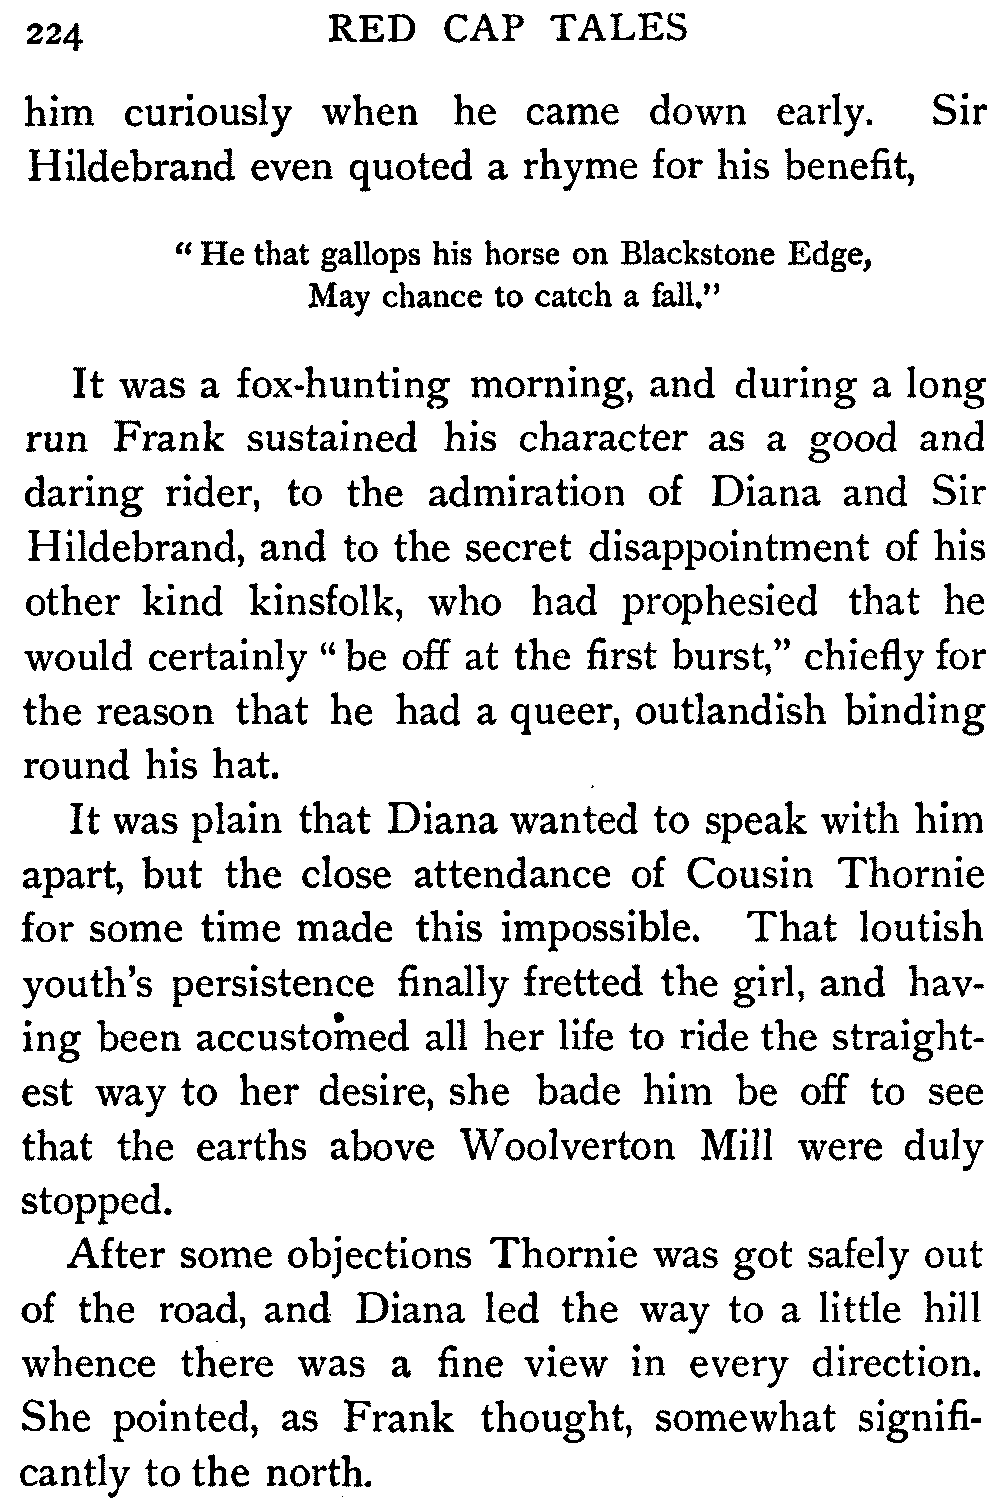 224 RED CAP TALES
him curiously when he came down early. Sir
Hildebrand even quoted a rhyme for his benefit,
“He that gallops his horse on Blackstone Edge,
May chance to catch a fall.”
It was a fox-hunting morning, and during a long
run Frank sustained his character as a good and
daring rider, to the admiration of Diana and Sir
Hildebrand, and to the secret disappointment of his
other kind kinsfolk, who had prophesied that he
would certainly “be off at the first burst,” chiefly for
the reason that he had a queer, outlandish binding
round his hat.
It was plain that Diana wanted to speak with him
apart, but the close attendance of Cousin Thornie
for some time made this impossible. That loutish
youth’s persistence finally fretted the girl, and hav-
ing been accustomed all her life to ride the straight-
est way to her desire, she bade him be off to see
that the earths above Woolverton Mill were duly
stopped.
After some objections Thornie was got safely out
of the road, and Diana led the way to a little hill
whence there was a fine view in every direction.
She pointed, as Frank thought, somewhat signifi-
cantly to the north.